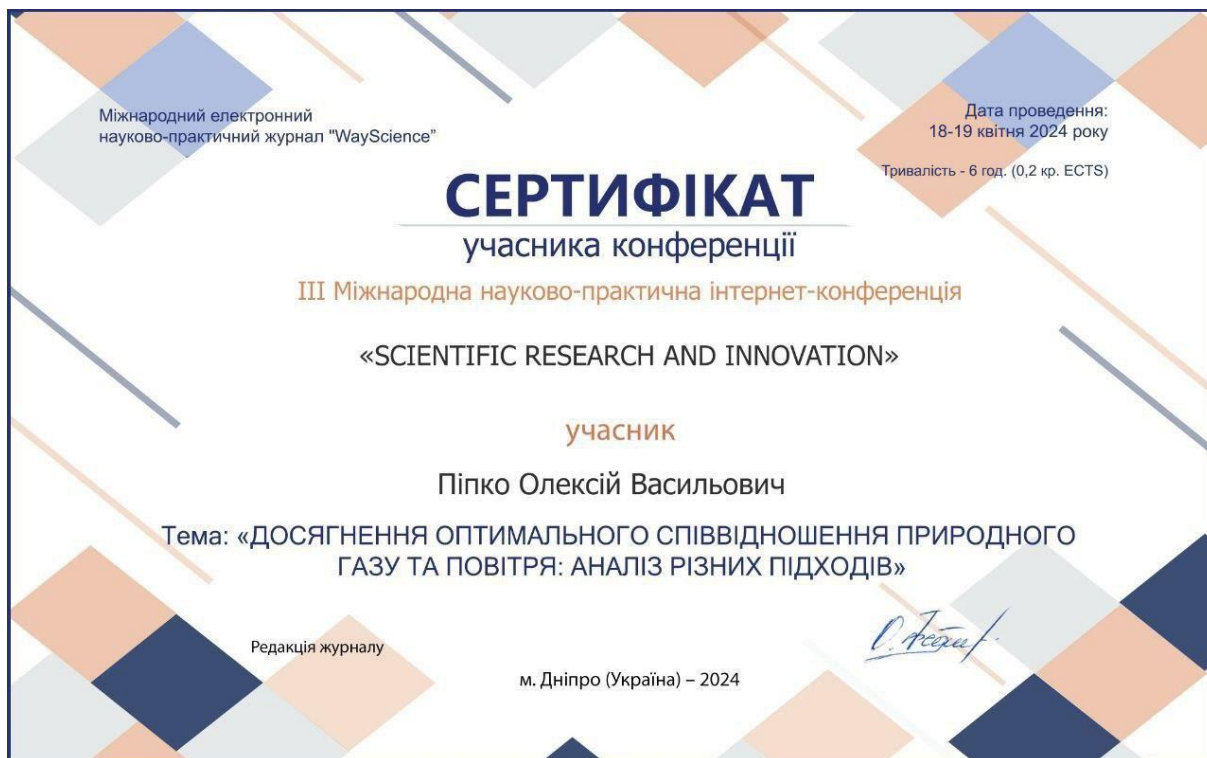 Міжнародний електронний
науково-практичний журнал "WayScience”
Дата проведення:
18-19 квітня 2024 року
Тривалість - 6 год. (0,2 кр. ECTS)
СЕРТИФІКАТ
учасника конференції
ІІІ Міжнародна науково-практична інтернет-конференція
«SCIENTIFIC RESEARCH AND INNOVATION»
учасник
Піпко Олексій Васильович
Тема: «ДОСЯГНЕННЯ ОПТИМАЛЬНОГО СПІВВІДНОШЕННЯ ПРИРОДНОГО
ГАЗУ ТА ПОВІТРЯ: АНАЛІЗ РІЗНИХ ПІДХОДІВ»
Редакція журналу
м. Дніпро (Україна) – 2024